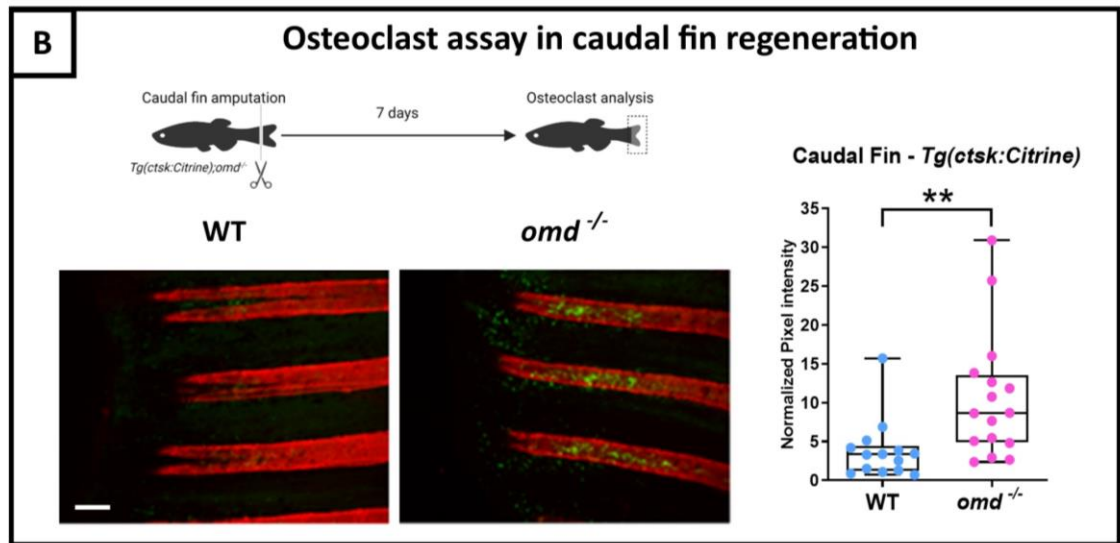 B
Osteoclast assay in caudal fin regeneration
Caudal fin amputation
7 days
Osteoclast analysis
Tg(ctsk:Citrine);omd-/-
WT
omd -/-
Caudal Fin - Tg(ctsk:Citrine)
**
Normalized Pixel intensity
35
30
25
20
15
10
5
0
WT
omd -/-